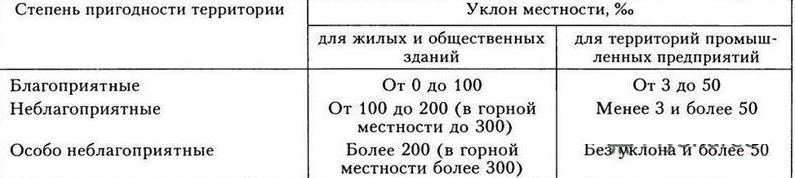 Степень пригодности территории Уклон местности, ‰
для жилых и общественных для территорий промыш-
зданий ленных предприятий
Благоприятные От 0 до 100 От 3 до 50
Неблагоприятные От 100 до 200 (в горной Менее 3 и более 50
местности до 300)
Особо неблагоприятные Более 200 (в горной Без уклона и более 50
местности более 300)